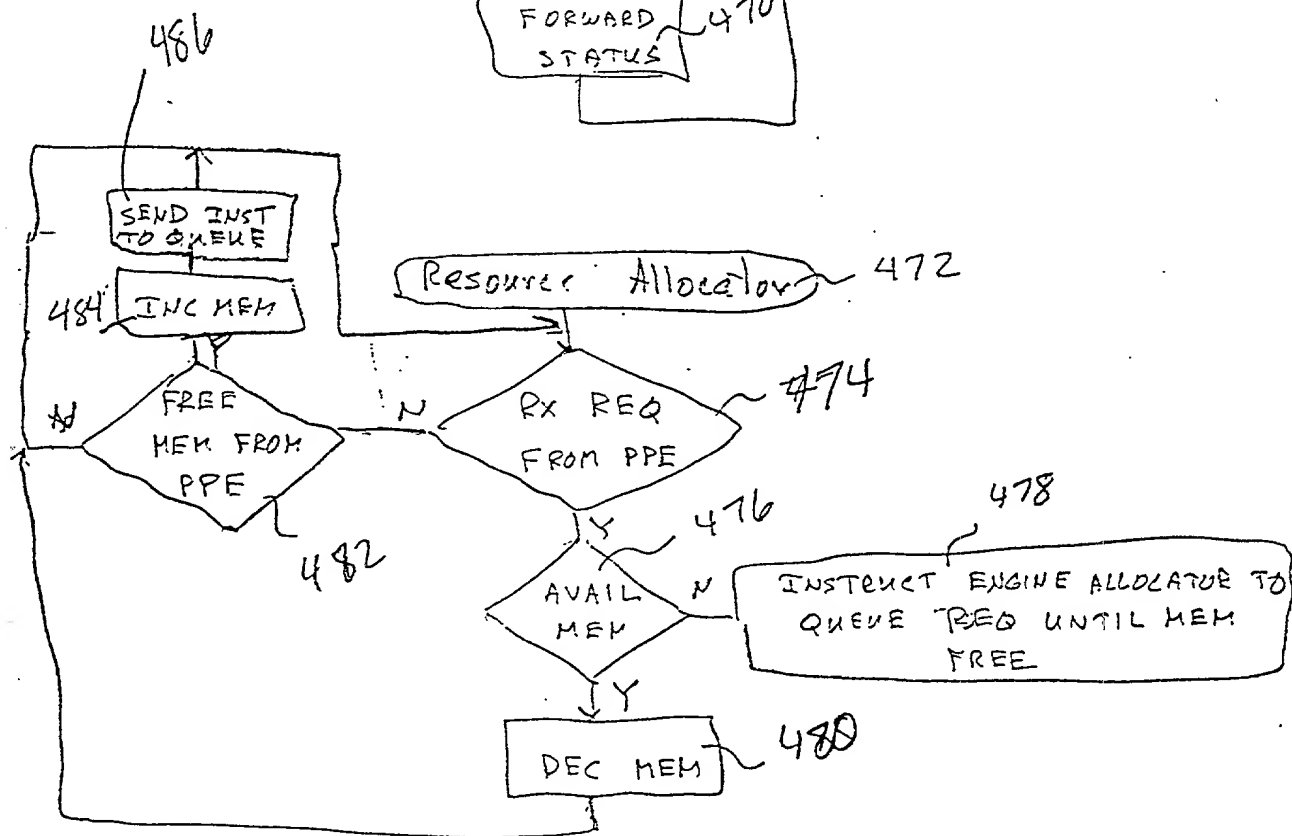 FORWARD
STATUS
470
486
SEND INST
TO QUEUE
484
INC MEM
Y
Resource Allocator
472
FREE
MEM FROM
PPE
N
N
482
RX REQ
FROM PPE
474
Y
476
AVAIL
MEM
N
478
INSTRUCT ENGINE ALLOCATOR TO
QUEUE REQ UNTIL MEM
FREE
Y
DEC MEM
480